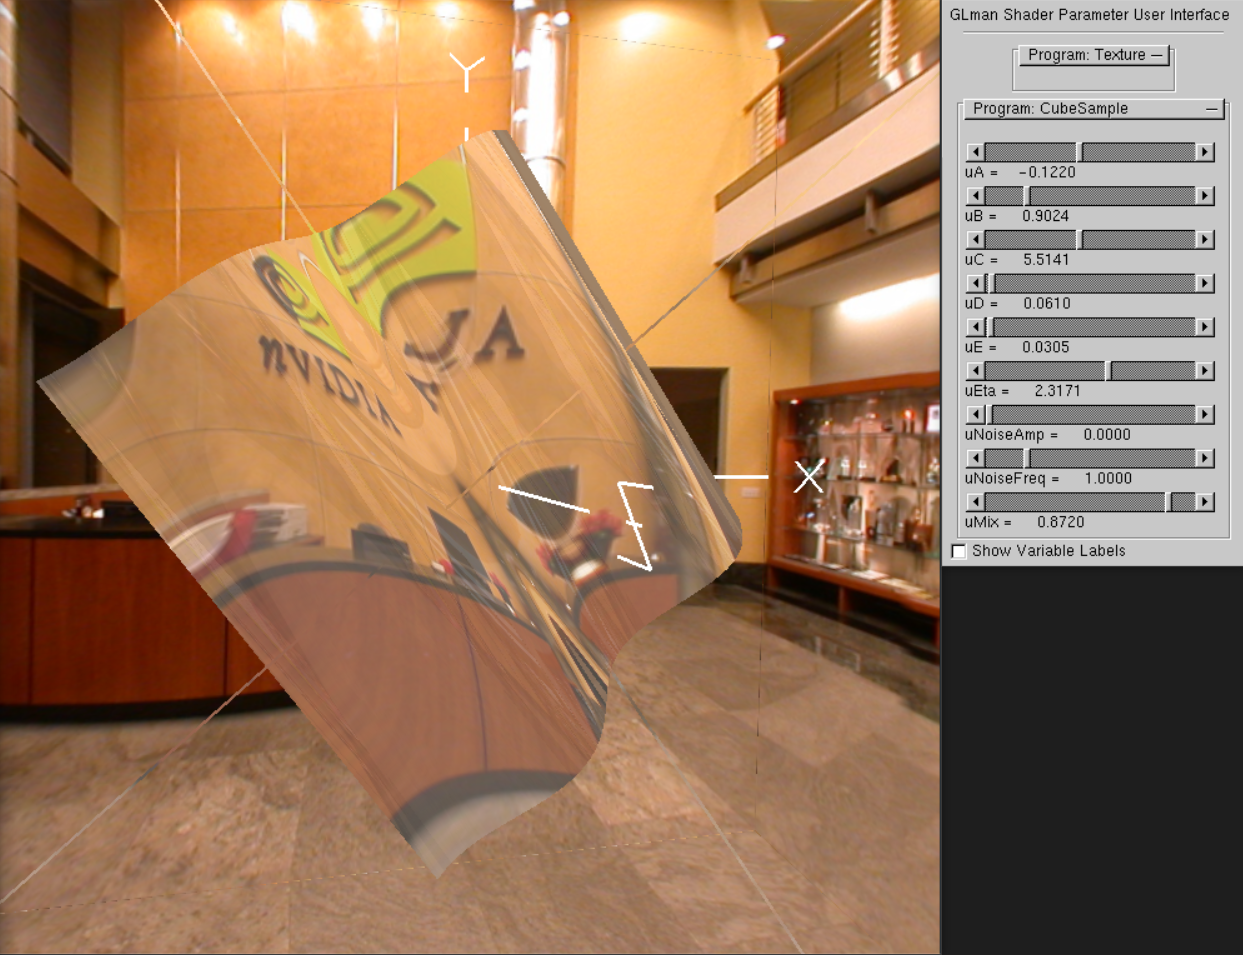 GLman Shader Parameter User Interface
Program: Texture
Program: CubeSample
uA = -0.1220
uB = 0.9024
uC = 5.5141
uD = 0.0610
uE = 0.0305
uEta = 2.3171
uNoiseAmp = 0.0000
uNoiseFreq = 1.0000
uMix = 0.8720
Show Variable Labels
Y
A
nVIDIA
A
X
Z